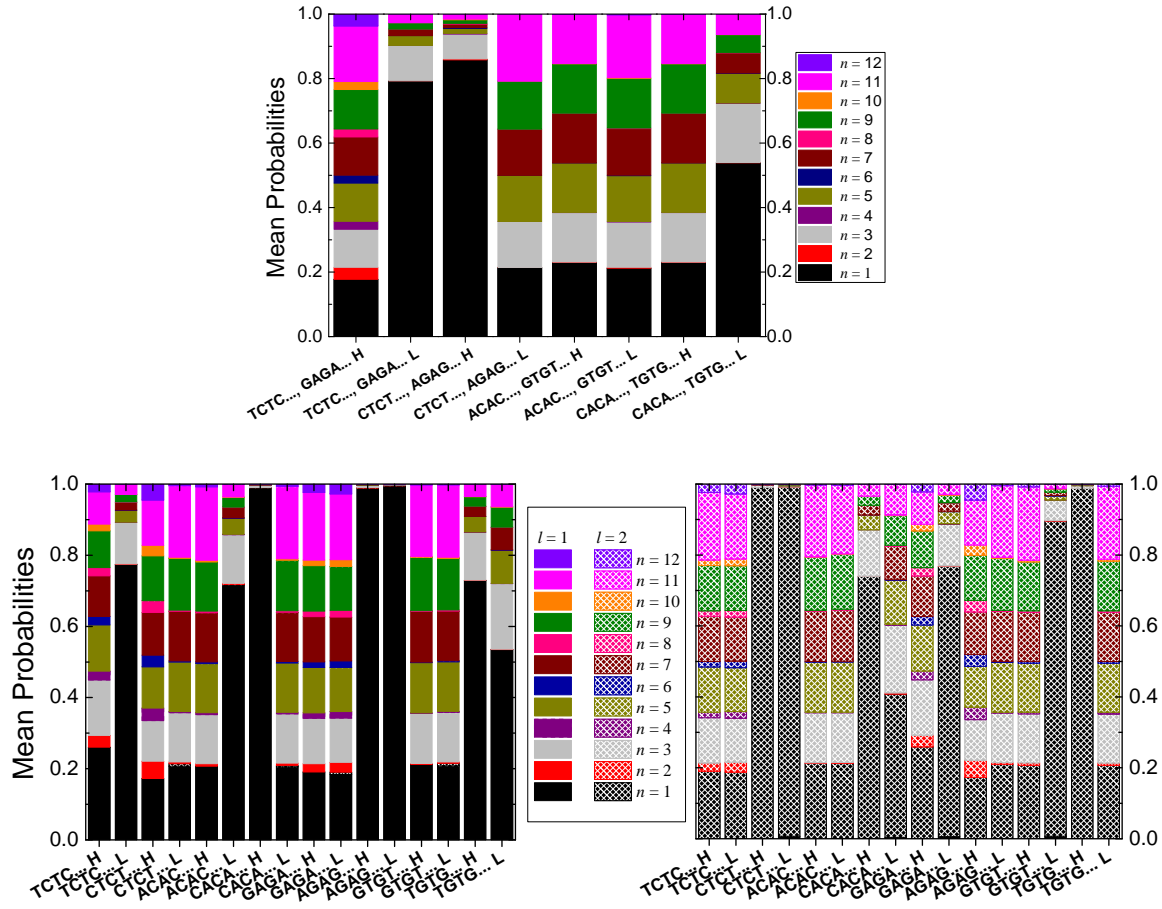 1.0
0.8
0.6
0.4
0.2
0.0
Mean Probabilities
1.0
0.8
0.6
0.4
0.2
0.0
n = 12
n = 11
n = 10
n = 9
n = 8
n = 7
n = 6
n = 5
n = 4
n = 3
n = 2
n = 1
TCTC..., GAGA... H
TCTC..., GAGA... L
CTCT..., AGAG... H
CTCT..., AGAG... L
ACAC..., GTGT... H
ACAC..., GTGT... L
CACA..., TGTG... H
CACA..., TGTG... L
1.0
0.8
0.6
0.4
0.2
0.0
Mean Probabilities
TCTC... H
TCTC... L
CTCT... H
CTCT... L
ACAC... H
ACAC... L
CACA... H
CACA... L
GAGA... H
GAGA... L
AGAG... H
AGAG... L
GTGT... H
GTGT... L
TGTG... H
TGTG... L
l = 1 l = 2
n = 12
n = 11
n = 10
n = 9
n = 8
n = 7
n = 6
n = 5
n = 4
n = 3
n = 2
n = 1
1.0
0.8
0.6
0.4
0.2
0.0
TCTC... H
TCTC... L
CTCT... H
CTCT... L
ACAC... H
ACAC... L
CACA... H
CACA... L
GAGA... H
GAGA... L
AGAG... H
AGAG... L
GTGT... H
GTGT... L
TGTG... H
TGTG... L